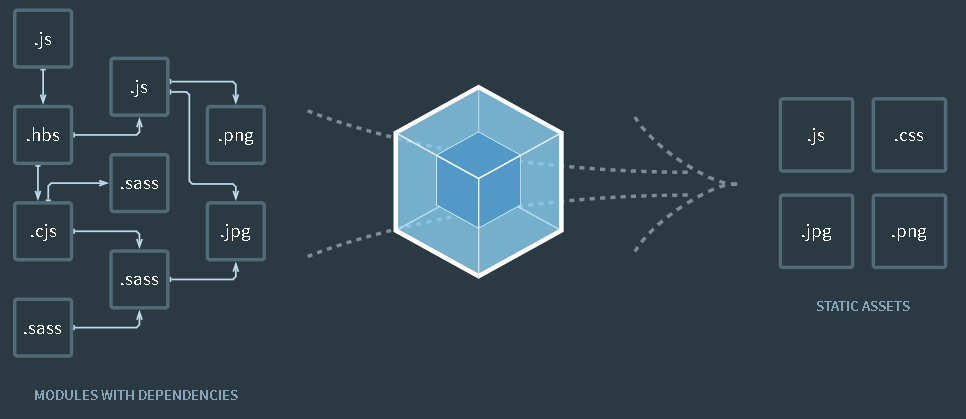 .js
.js
.hbs
.png
.sass
.cjs
.jpg
.sass
.sass
MODULES WITH DEPENDENCIES
.js
.css
.jpg
.png
STATIC ASSETS